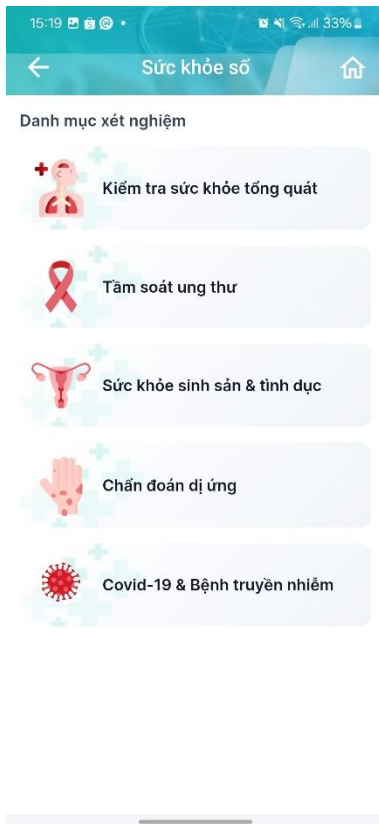 15:19
33%
Sức khỏe số
Danh mục xét nghiệm
Kiểm tra sức khỏe tổng quát
Tầm soát ung thư
Sức khỏe sinh sản & tình dục
Chẩn đoán dị ứng
Covid-19 & Bệnh truyền nhiễm